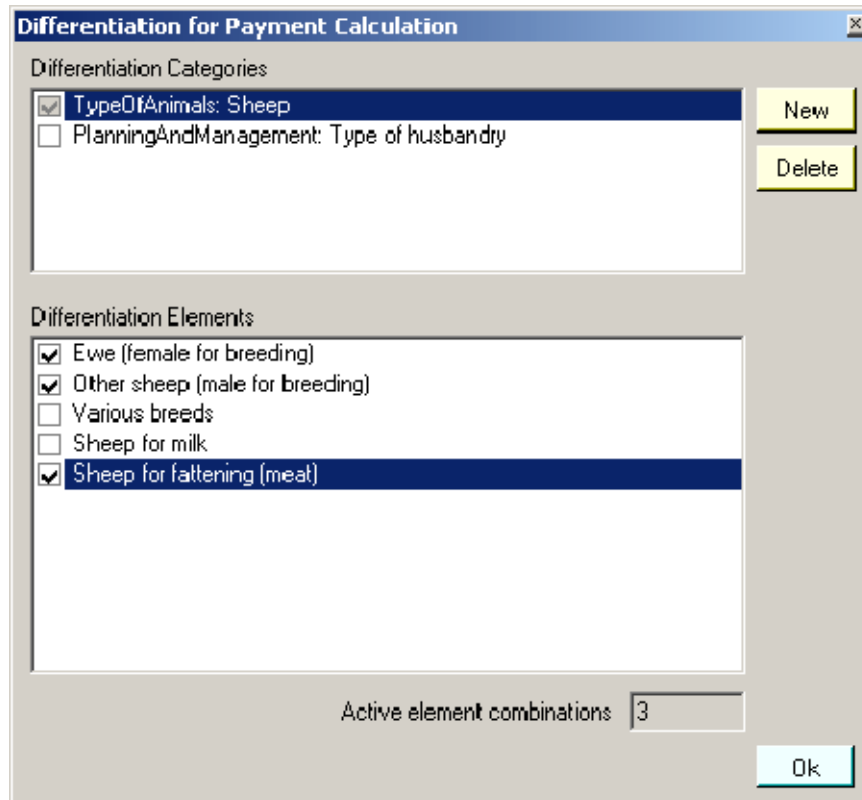 Differentiation for Payment Calculation
Differentiation Categories
TypeOfAnimals: Sheep
New
PlanningAndManagement: Type of husbandry
Delete
Differentiation Elements
Ewe (female for breeding)
Other sheep (male for breeding)
Various breeds
Sheep for milk
Sheep for fattening (meat)
Active element combinations 3
Ok